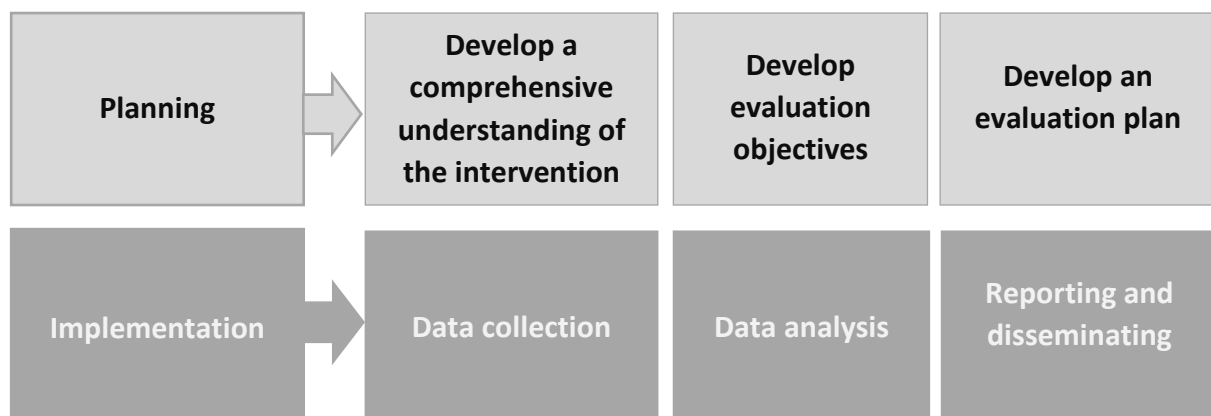 Planning
Develop a
comprehensive
understanding of
the intervention
Develop
evaluation
objectives
Develop an
evaluation plan
Implementation
Data collection
Data analysis
Reporting and
disseminating